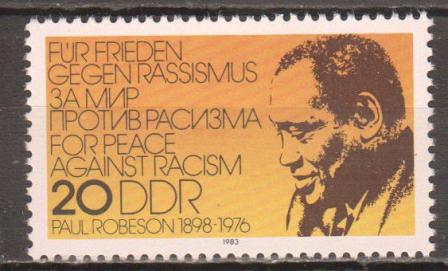 FÜR FRIEDEN
GEGEN RASSISMUS
ЗА МИР
ПРОТИВ РАСИЗМА
FOR PEACE
AGAINST RACISM
20 DDR
PAUL ROBESON 1898-1976
1983